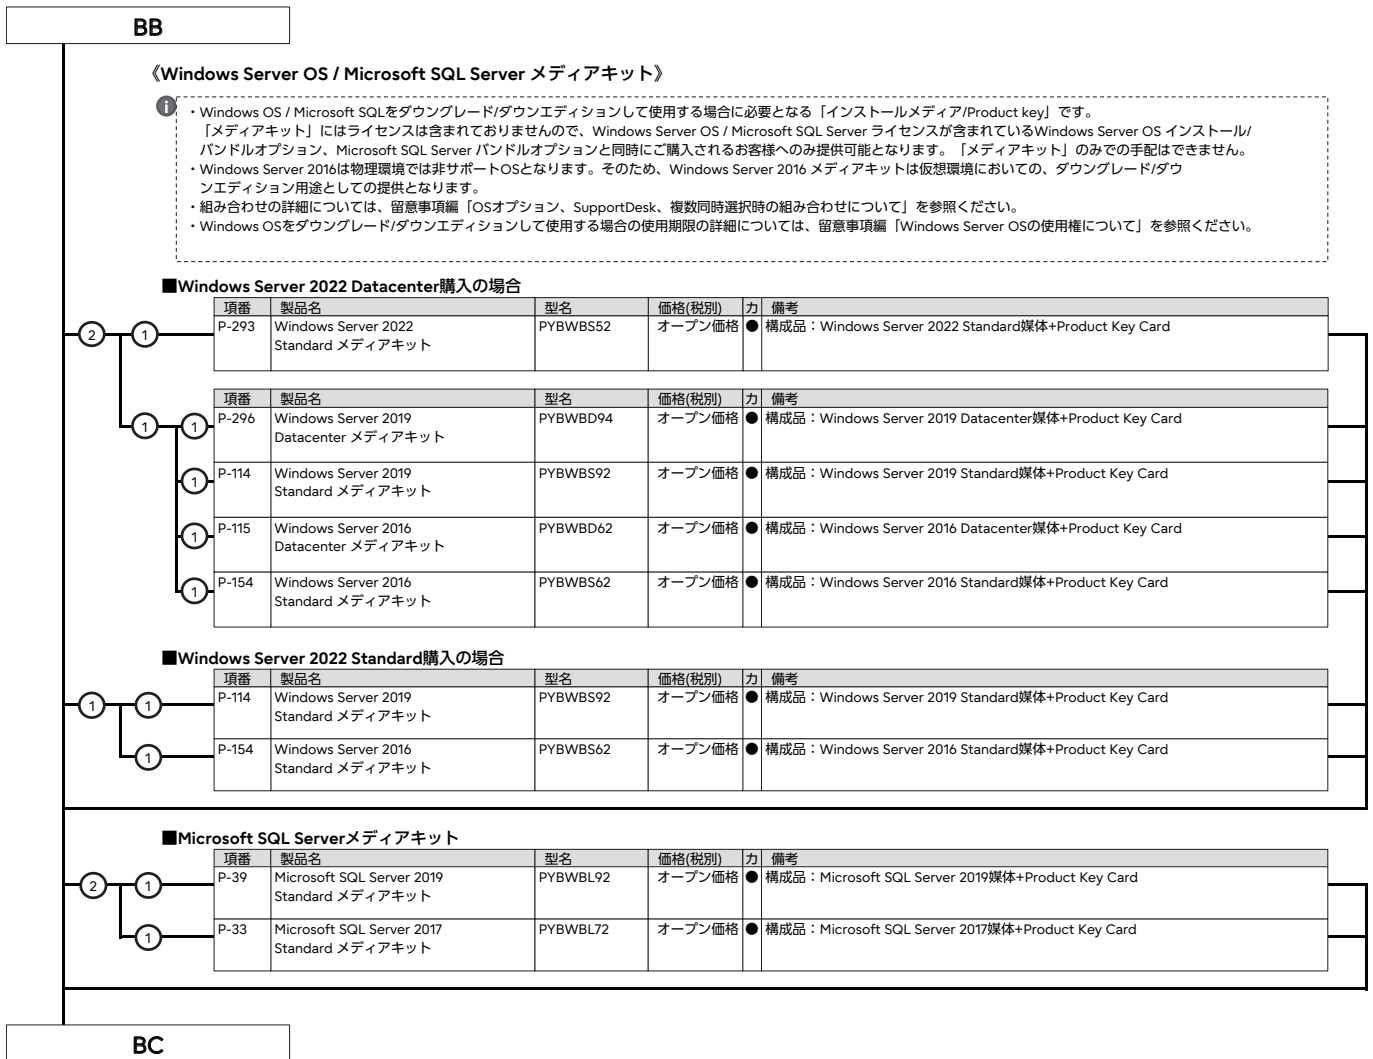 BB
《Windows Server OS / Microsoft SQL Server メディアキット》
・Windows OS / Microsoft SQLをダウングレード/ダウンエディションして使用する場合に必要となる「インストールメディア/Product key」です。
「メディアキット」にはライセンスは含まれておりませんので、Windows Server OS / Microsoft SQL Server ライセンスが含まれているWindows Server OS インストール/
バンドルオプション、Microsoft SQL Server バンドルオプションと同時にご購入されるお客様へのみ提供可能となります。「メディアキット」のみでの手配はできません。
・Windows Server 2016は物理環境では非サポートOSとなります。そのため、Windows Server 2016 メディアキットは仮想環境においての、ダウングレード/ダウ
ンエディション用途としての提供となります。
・組み合わせの詳細については、留意事項編「OSオプション、SupportDesk、複数同時選択時の組み合わせについて」を参照ください。
・Windows OSをダウングレード/ダウンエディションして使用する場合の使用期限の詳細については、留意事項編「Windows Server OSの使用権について」を参照ください。
■Windows Server 2022 Datacenter購入の場合
項番 製品名 型名 価格(税別) カ 備考
2 1 P-293 Windows Server 2022 PYBWBS52 オープン価格 ● 構成品：Windows Server 2022 Standard媒体+Product Key Card
Standard メディアキット
項番 製品名 型名 価格(税別) カ 備考
1 1 P-296 Windows Server 2019 PYBWBD94 オープン価格 ● 構成品：Windows Server 2019 Datacenter媒体+Product Key Card
Datacenter メディアキット
1 P-114 Windows Server 2019 PYBWBS92 オープン価格 ● 構成品：Windows Server 2019 Standard媒体+Product Key Card
Standard メディアキット
1 P-115 Windows Server 2016 PYBWBD62 オープン価格 ● 構成品：Windows Server 2016 Datacenter媒体+Product Key Card
Datacenter メディアキット
1 P-154 Windows Server 2016 PYBWBS62 オープン価格 ● 構成品：Windows Server 2016 Standard媒体+Product Key Card
Standard メディアキット
■Windows Server 2022 Standard購入の場合
項番 製品名 型名 価格(税別) カ 備考
1 1 P-114 Windows Server 2019 PYBWBS92 オープン価格 ● 構成品：Windows Server 2019 Standard媒体+Product Key Card
Standard メディアキット
1 P-154 Windows Server 2016 PYBWBS62 オープン価格 ● 構成品：Windows Server 2016 Standard媒体+Product Key Card
Standard メディアキット
■Microsoft SQL Serverメディアキット
項番 製品名 型名 価格(税別) カ 備考
2 1 P-39 Microsoft SQL Server 2019 PYBWBL92 オープン価格 ● 構成品：Microsoft SQL Server 2019媒体+Product Key Card
Standard メディアキット
1 P-33 Microsoft SQL Server 2017 PYBWBL72 オープン価格 ● 構成品：Microsoft SQL Server 2017媒体+Product Key Card
Standard メディアキット
BC